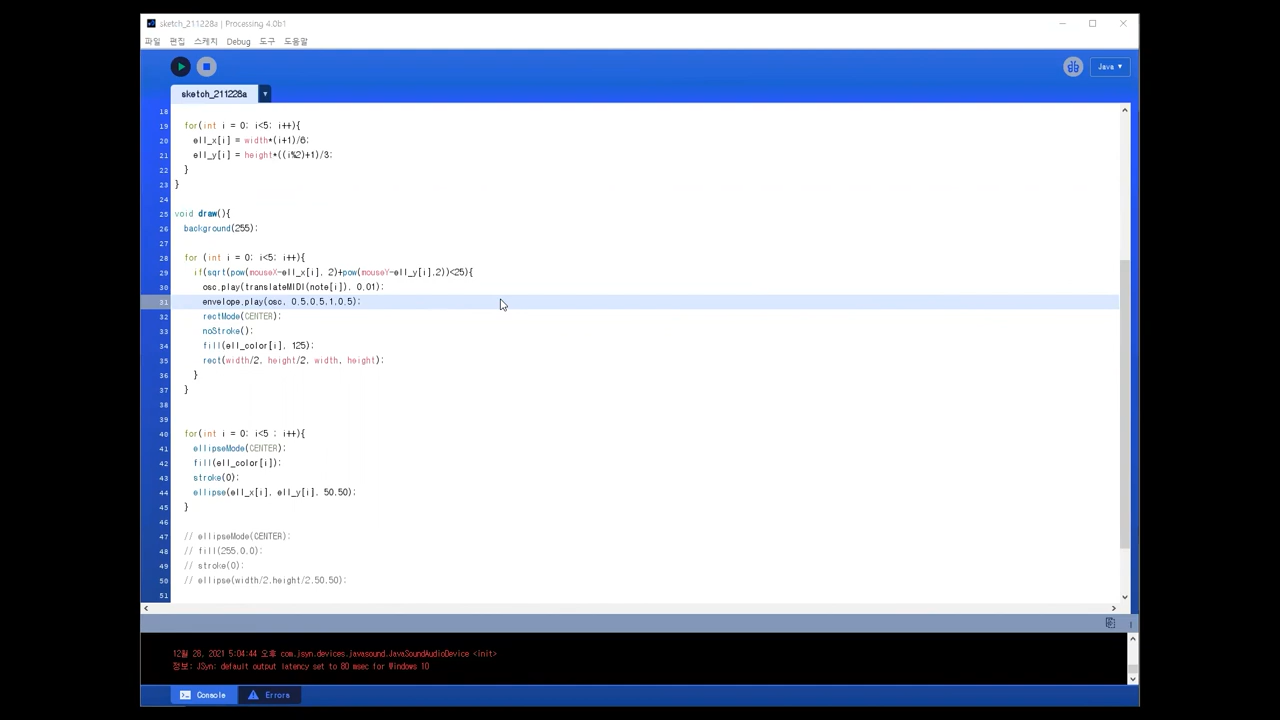 sketch_211228a | Processing 4.0b1
파일 편집 스케치 Debug 도구 도움말
Java ▾
sketch_211228a
18
19 for(int i = 0; i<5; i++){
20 ell_x[i] = width*(i+1)/6;
21 ell_y[i] = height*((i%2)+1)/3;
22 }
23 }
24
25 void draw(){
26 background(255);
27
28 for (int i = 0; i<5; i++){
29 if(sqrt(pow(mouseX-ell_x[i], 2)+pow(mouseY-ell_y[i],2))<25){
30 osc.play(translateMIDI(note[i]), 0.01);
31 envelope.play(osc, 0.5,0.5,1,0.5);
32 rectMode(CENTER);
33 noStroke();
34 fill(ell_color[i], 125);
35 rect(width/2, height/2, width, height);
36 }
37 }
38
39
40 for(int i = 0; i<5 ; i++){
41 ellipseMode(CENTER);
42 fill(ell_color[i]);
43 stroke(0);
44 ellipse(ell_x[i], ell_y[i], 50,50);
45 }
46
47 // ellipseMode(CENTER);
48 // fill(255,0,0);
49 // stroke(0);
50 // ellipse(width/2,height/2,50,50);
51
12월 28, 2021 5:04:44 오후 com.jsyn.devices.javasound.JavaSoundAudioDevice <init>
정보: JSyn: default output latency set to 80 msec for Windows 10
Console Errors